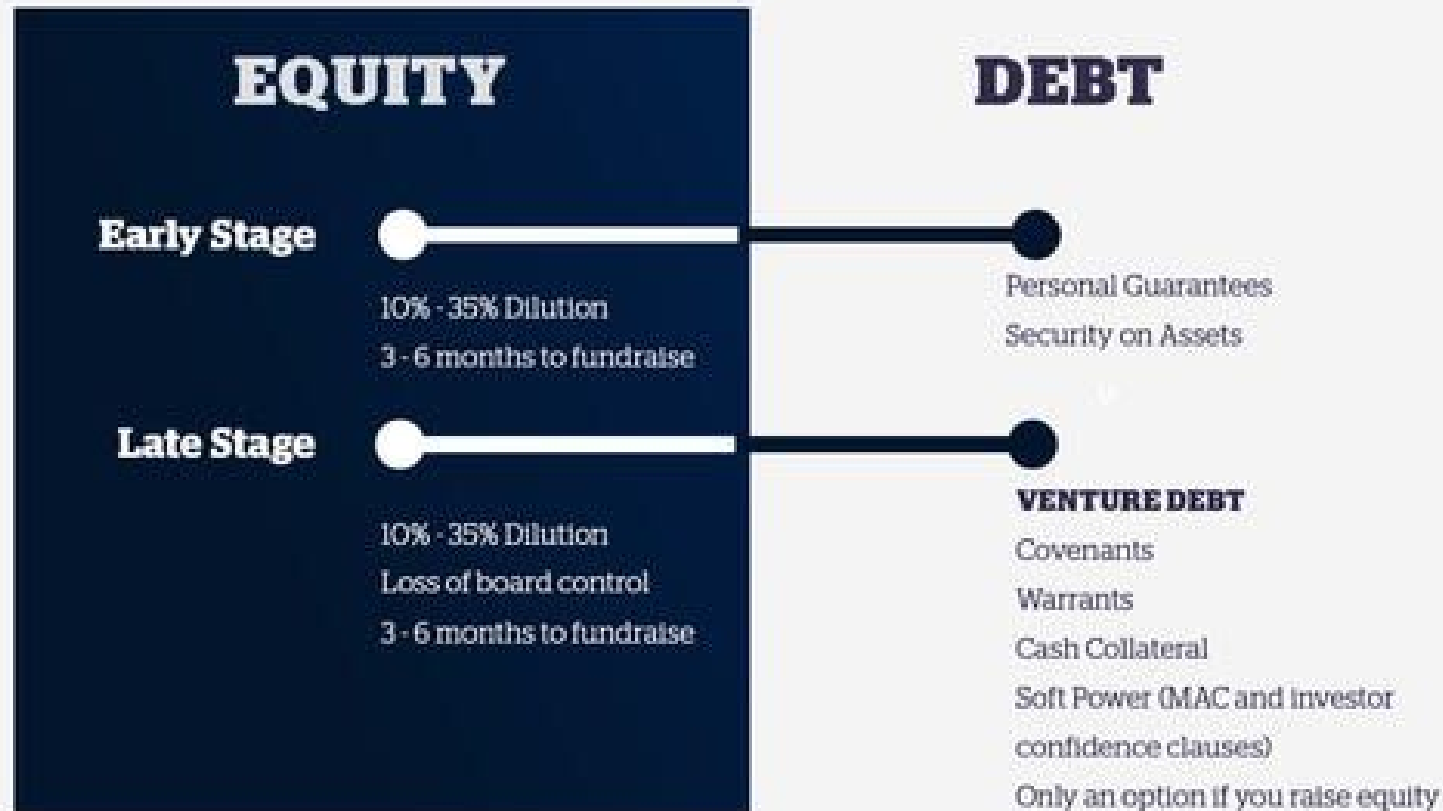 EQUITY
DEBT
Early Stage
10% - 35% Dilution
3 - 6 months to fundraise
Personal Guarantees
Security on Assets
Late Stage
10% - 35% Dilution
Loss of board control
3 - 6 months to fundraise
VENTURE DEBT
Covenants
Warrants
Cash Collateral
Soft Power (MAC and investor
confidence clauses)
Only an option if you raise equity